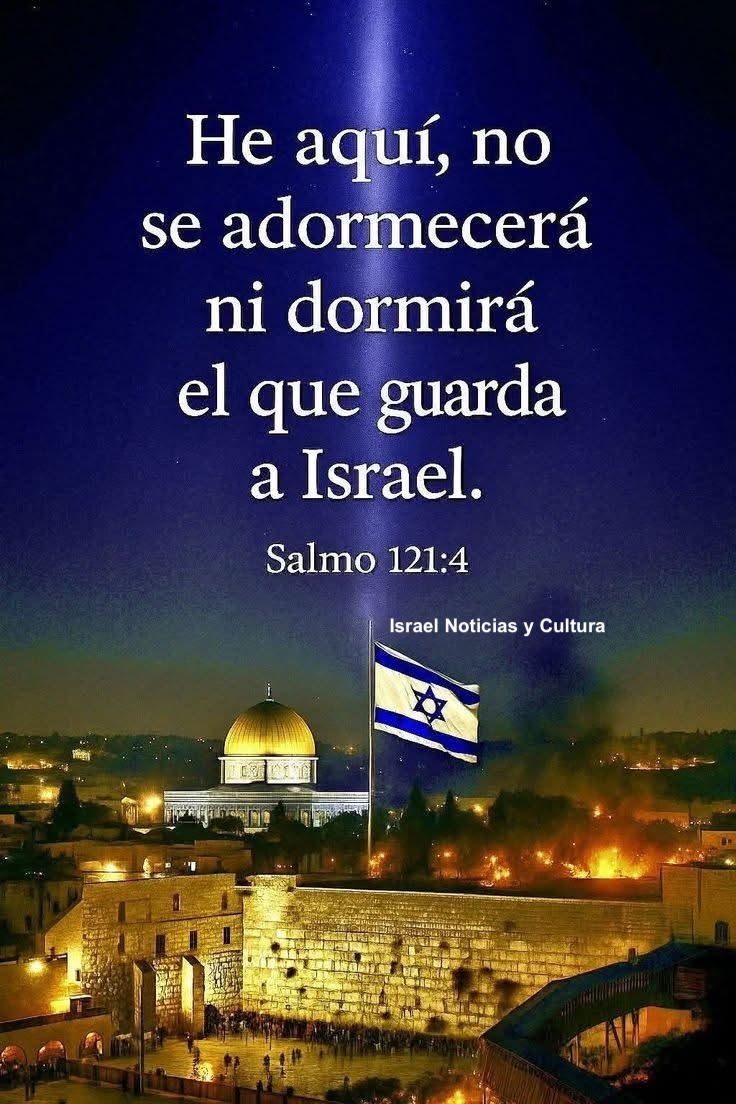 He aquí, no
se adormecerá
ni dormirá
el que guarda
a Israel.
Salmo 121:4
Israel Noticias y Cultura